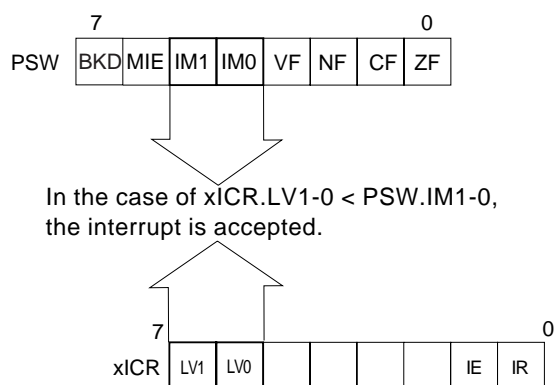 7 0
PSW BKD MIE IM1 IM0 VF NF CF ZF
In the case of xICR.LV1-0 < PSW.IM1-0,
the interrupt is accepted.
7 0
xICR LV1 LV0 IE IR